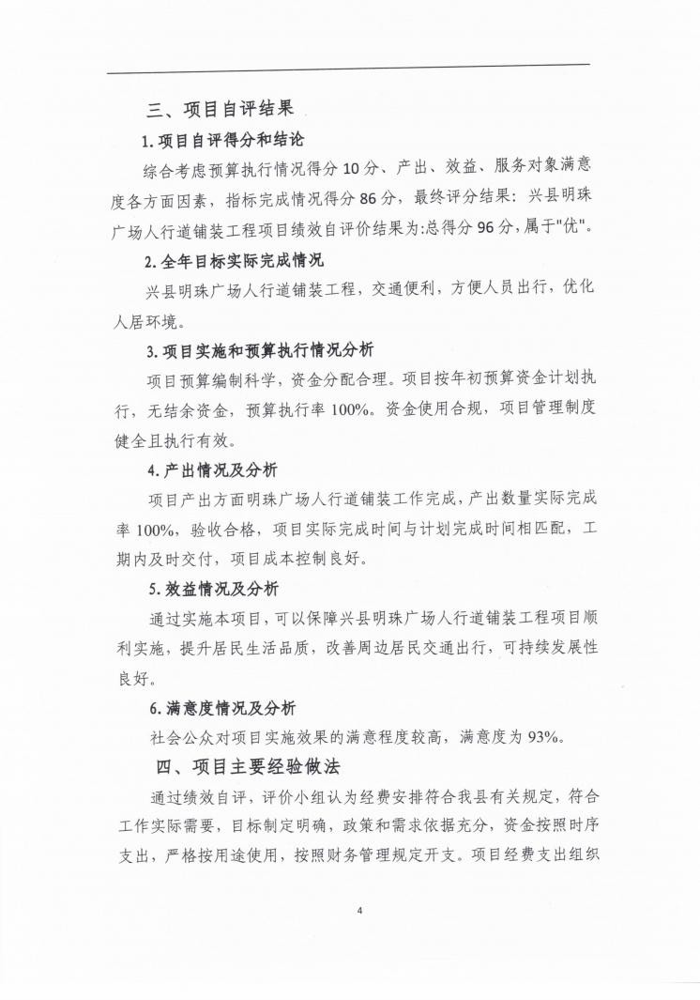 三、项目自评结果
1.项目自评得分和结论
综合考虑预算执行情况得分 10 分、产出、效益、服务对象满意
度各方面因素，指标完成情况得分 86 分，最终评分结果：兴县明珠
广场人行道铺装工程项目绩效自评价结果为:总得分 96 分，属于"优"。
2.全年目标实际完成情况
兴县明珠广场人行道铺装工程，交通便利，方便人员出行，优化
人居环境。
3.项目实施和预算执行情况分析
项目预算编制科学，资金分配合理。项目按年初预算资金计划执
行，无结余资金，预算执行率 100%。资金使用合规，项目管理制度
健全且执行有效。
4.产出情况及分析
项目产出方面明珠广场人行道铺装工作完成，产出数量实际完成
率 100%，验收合格，项目实际完成时间与计划完成时间相匹配，工
期内及时交付，项目成本控制良好。
5.效益情况及分析
通过实施本项目，可以保障兴县明珠广场人行道铺装工程项目顺
利实施，提升居民生活品质，改善周边居民交通出行，可持续发展性
良好。
6.满意度情况及分析
社会公众对项目实施效果的满意程度较高，满意度为 93%。
四、项目主要经验做法
通过绩效自评，评价小组认为经费安排符合我县有关规定，符合
工作实际需要，目标制定明确，政策和需求依据充分，资金按照时序
支出，严格按用途使用，按照财务管理规定开支。项目经费支出组织
4